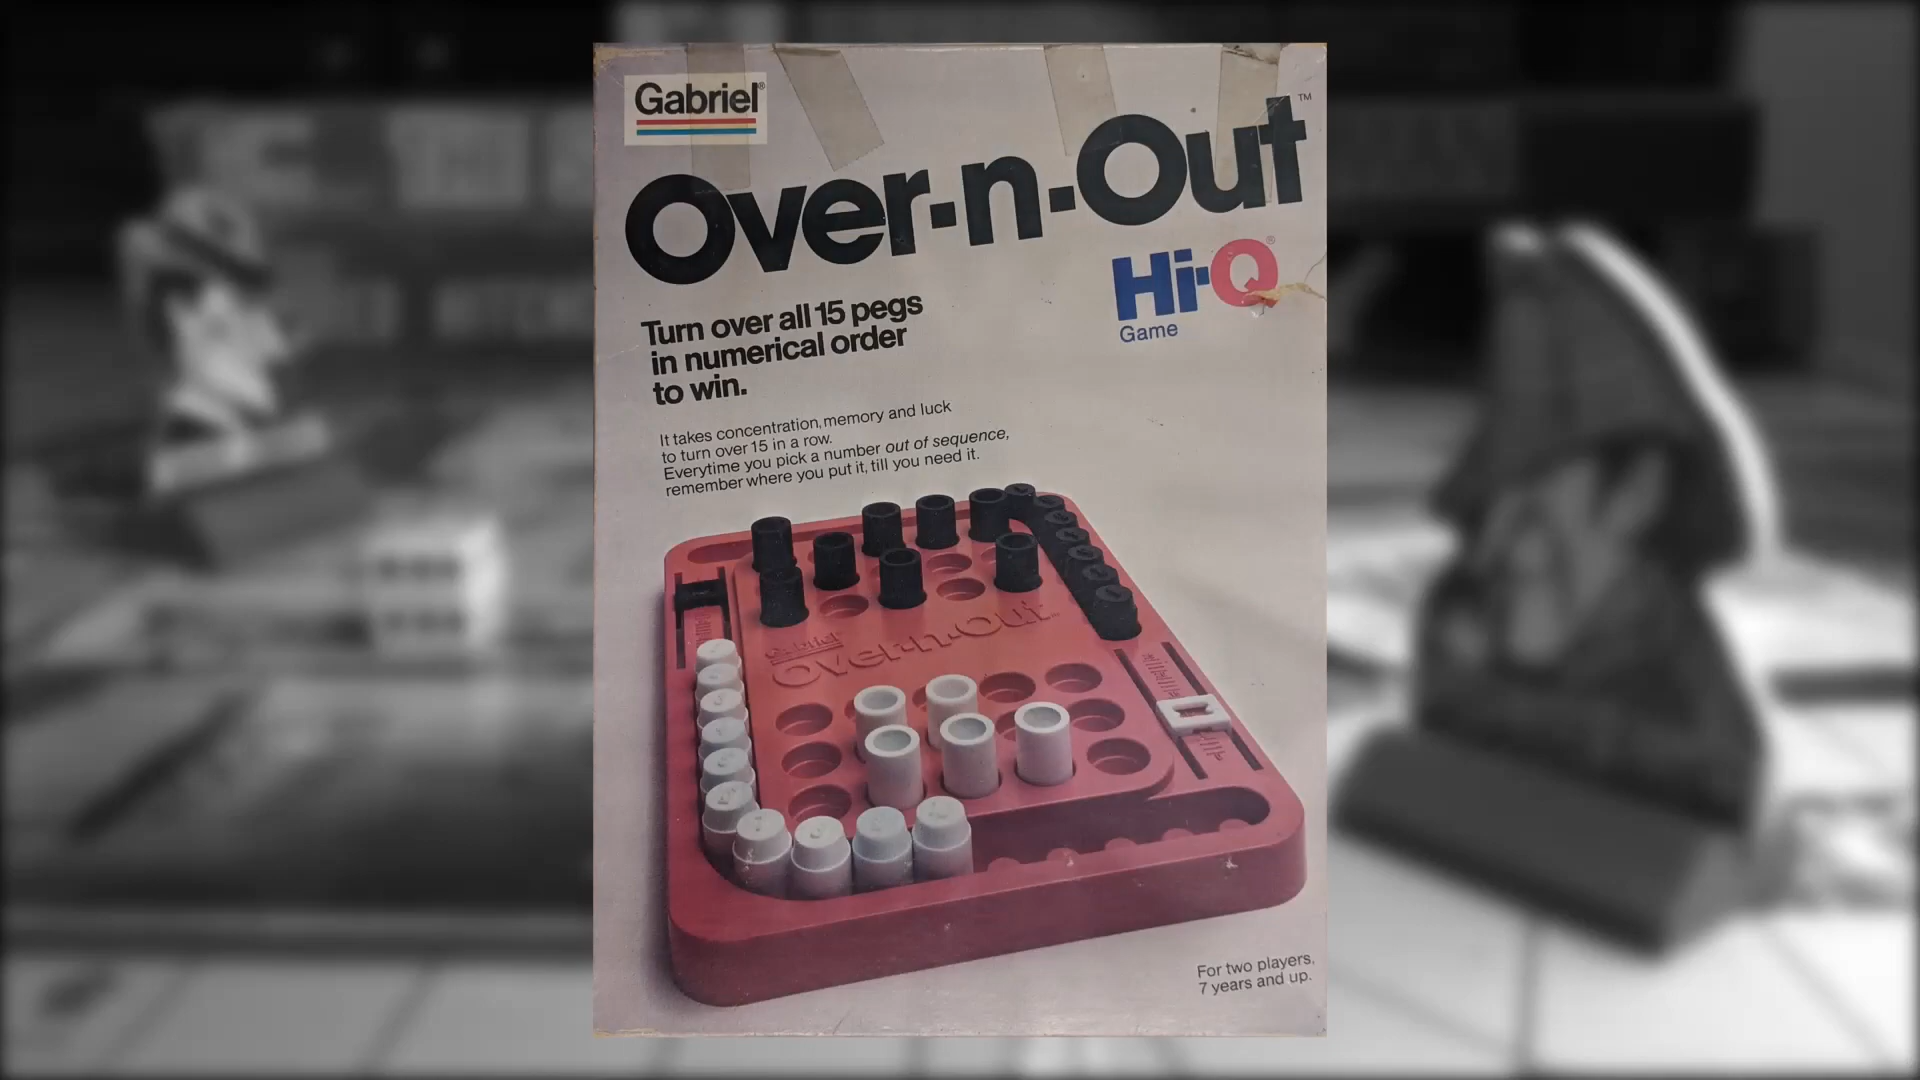 Gabriel®
Over-n-Out™
Hi-Q®
Game
Turn over all 15 pegs
in numerical order
to win.
It takes concentration, memory and luck
to turn over 15 in a row.
Everytime you pick a number out of sequence,
remember where you put it, till you need it.
Gabriel
Over-n-Out
For two players,
7 years and up.